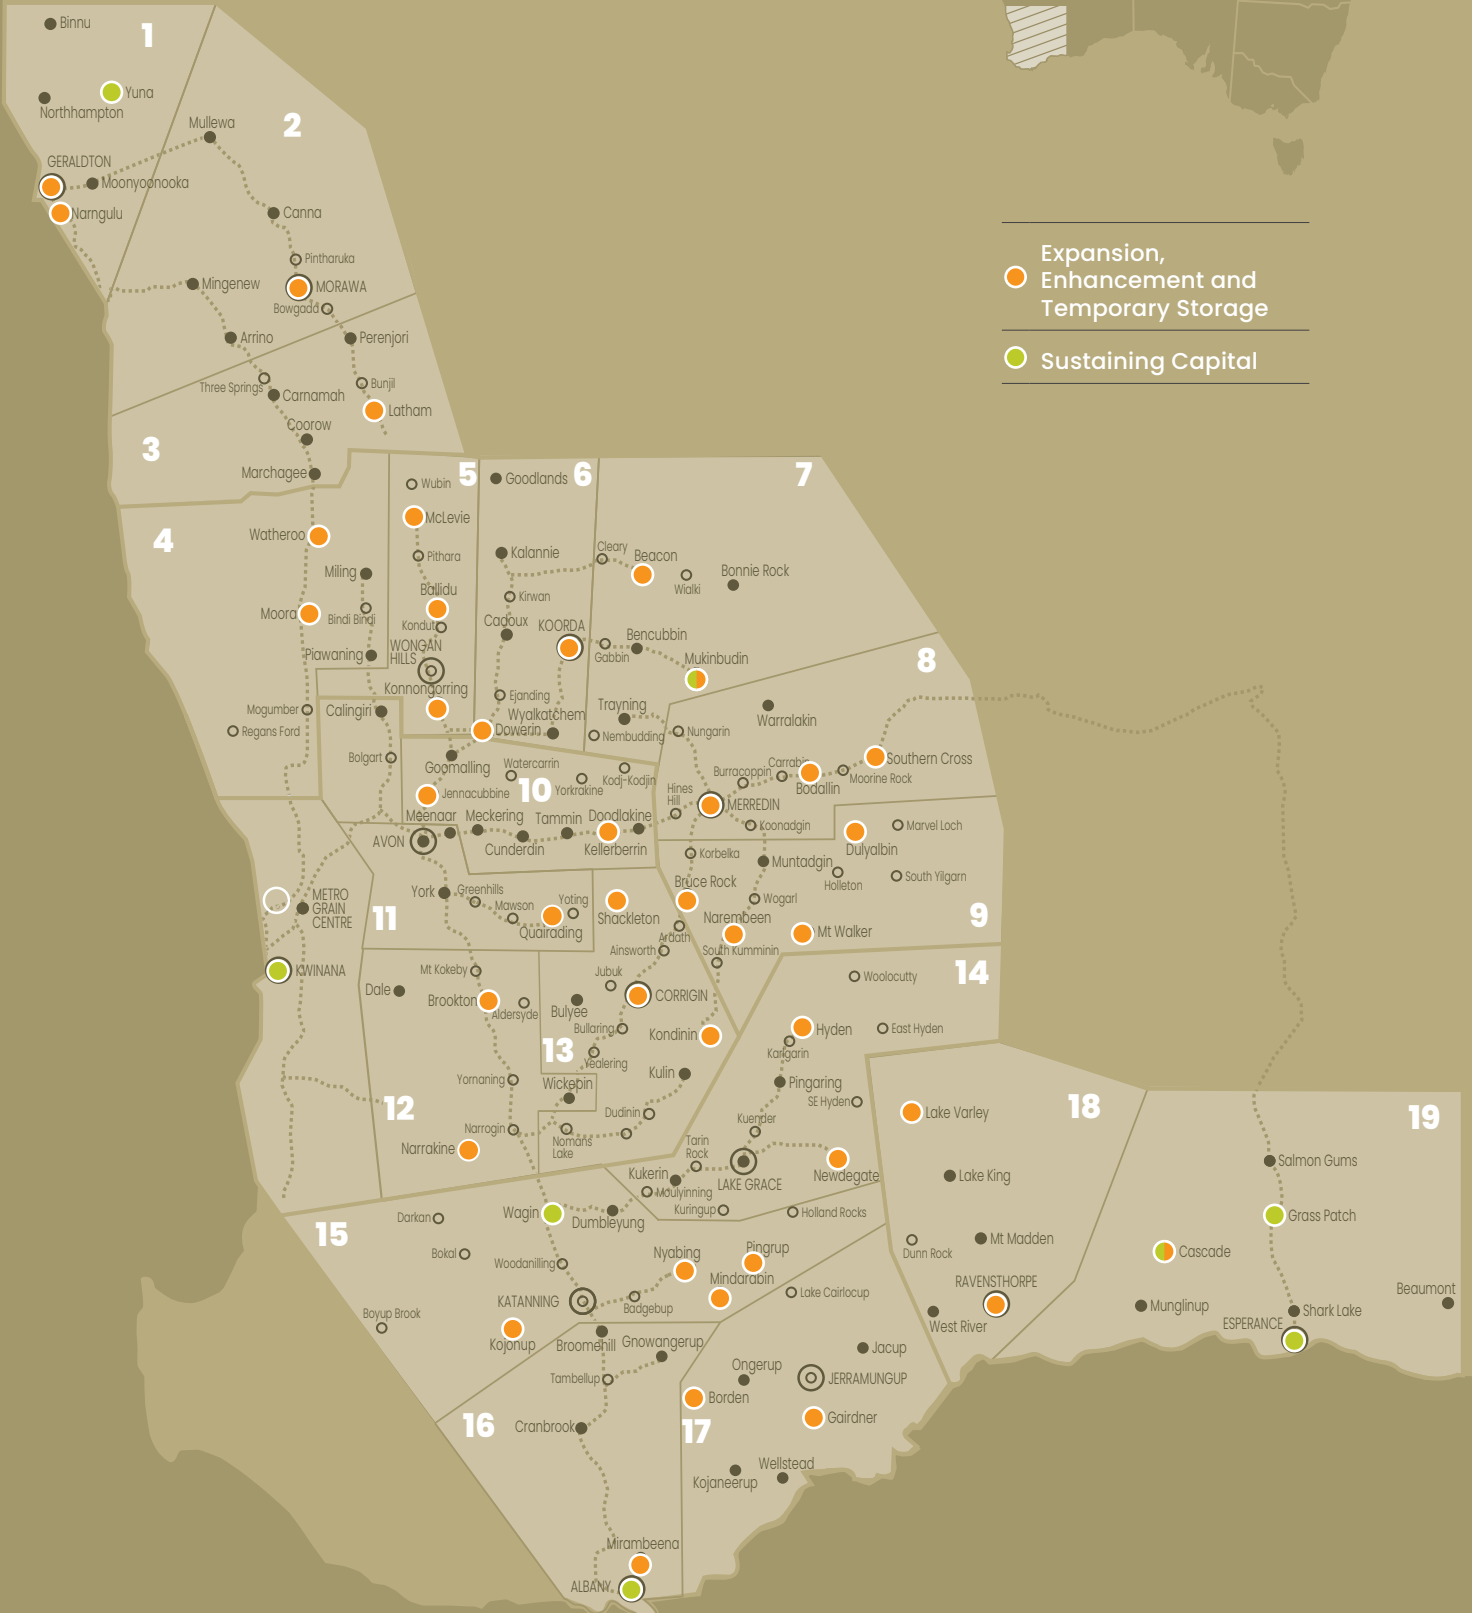 Binnu
1
Yuna
Northhampton
Mullewa
2
GERALDTON
Moonyoonooka
Narngulu
Canna
Pintharuka
Mingenew
MORAWA
Bowgada
Arrino
Perenjori
Three Springs
Bunjil
Carnamah
Latham
Coorow
3
Marchagee
Expansion,
Enhancement and
Temporary Storage
Sustaining Capital
5
Wubin
Goodlands
6
7
McLevie
4
Watheroo
Pithara
Kalannie
Cleary
Beacon
Miling
Wialki
Bonnie Rock
Ballidu
Kirwan
Moora
Bindi Bindi
Kondut
Cadoux
KOORDA
Bencubbin
WONGAN
HILLS
Gabbin
Piawaning
Mukinbudin
8
Konnongorring
Ejanding
Mogumber
Calingiri
Wyalkatchem
Trayning
Warralakin
Regans Ford
Dowerin
Nembudding
Nungarin
Bolgart
Goomalling
Watercarrin
Southern Cross
Carrabin
Burracoppin
Moorine Rock
Kodj-Kodjin
10
Yorkrakine
Hines
Hill
Bodallin
Jennacubbine
MERREDIN
Meenaar
Meckering
Tammin
Doodlakine
Koonadgin
Marvel Loch
AVON
Cunderdin
Kellerberrin
Dulyalbin
Korbelka
Muntadgin
Holleton
South Yilgarn
York
Greenhills
Bruce Rock
METRO
GRAIN
CENTRE
Mawson
Yoting
Wogarl
11
Quairading
Shackleton
Narembeen
9
Mt Walker
Ardath
Ainsworth
South Kumminin
KWINANA
Mt Kokeby
Jubuk
14
Woolocutty
Dale
Brookton
Aldersyde
Bulyee
CORRIGIN
Bullaring
Kondinin
Hyden
East Hyden
13
Yealering
Karlgarin
Yornaning
Wickepin
Kulin
Pingaring
12
SE Hyden
18
19
Dudinin
Kuender
Lake Varley
Narrogin
Nomans
Lake
Tarin
Rock
Narrakine
Kukerin
LAKE GRACE
Newdegate
Salmon Gums
Lake King
Moulyinning
Wagin
Dumbleyung
Kuringup
Holland Rocks
Grass Patch
15
Darkan
Bokal
Nyabing
Pingrup
Dunn Rock
Mt Madden
Cascade
Woodanilling
Mindarabin
RAVENSTHORPE
Beaumont
KATANNING
Badgebup
Lake Cairlocup
Munglinup
Shark Lake
Boyup Brook
West River
ESPERANCE
Kojonup
Broomehill
Gnowangerup
Jacup
Tambellup
Ongerup
JERRAMUNGUP
Borden
16
Cranbrook
17
Gairdner
Kojaneerup
Wellstead
Mirambeena
ALBANY